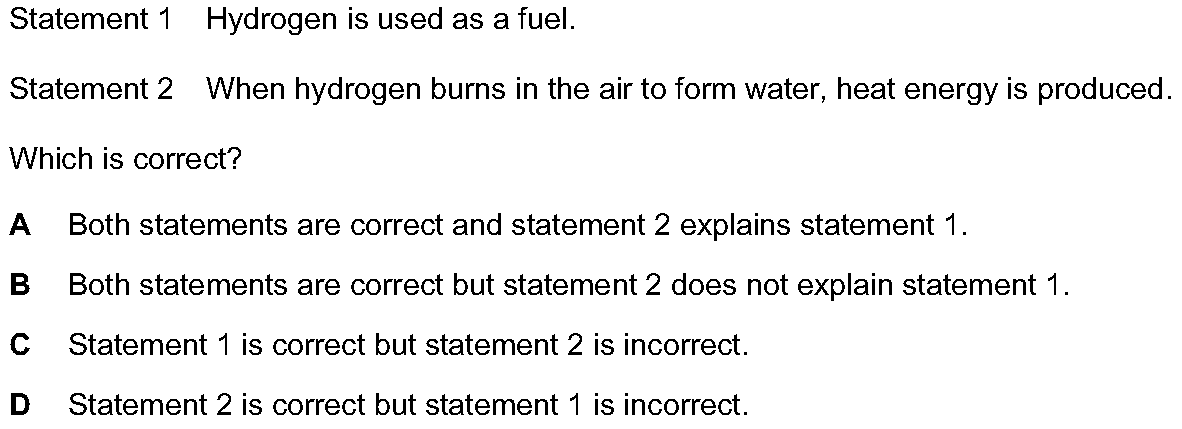 Statement 1 Hydrogen is used as a fuel.
Statement 2 When hydrogen burns in the air to form water, heat energy is produced.
Which is correct?
A Both statements are correct and statement 2 explains statement 1.
B Both statements are correct but statement 2 does not explain statement 1.
C Statement 1 is correct but statement 2 is incorrect.
D Statement 2 is correct but statement 1 is incorrect.